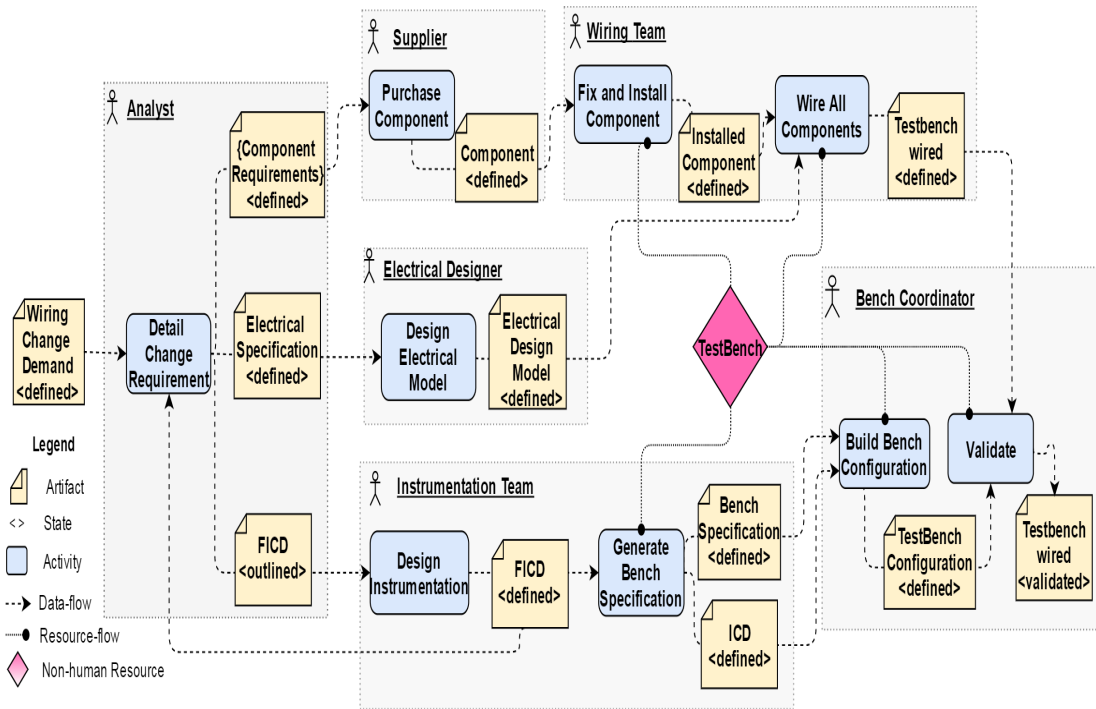 Supplier
Purchase
Component
Component
<defined>
Wiring Team
Fix and Install
Component
Installed
Component
<defined>
Wire All
Components
Testbench
wired
<defined>
Analyst
{Component
Requirements}
<defined>
Wiring
Change
Demand
<defined>
Detail
Change
Requirement
Electrical
Specification
<defined>
FICD
<outlined>
Electrical Designer
Design
Electrical
Model
Electrical
Design
Model
<defined>
TestBench
Bench Coordinator
Build Bench
Configuration
Validate
TestBench
Configuration
<defined>
Testbench
wired
<validated>
Instrumentation Team
Design
Instrumentation
FICD
<defined>
Generate
Bench
Specification
Bench
Specification
<defined>
ICD
<defined>
Legend
Artifact
<> State
Activity
Data-flow
Resource-flow
Non-human Resource